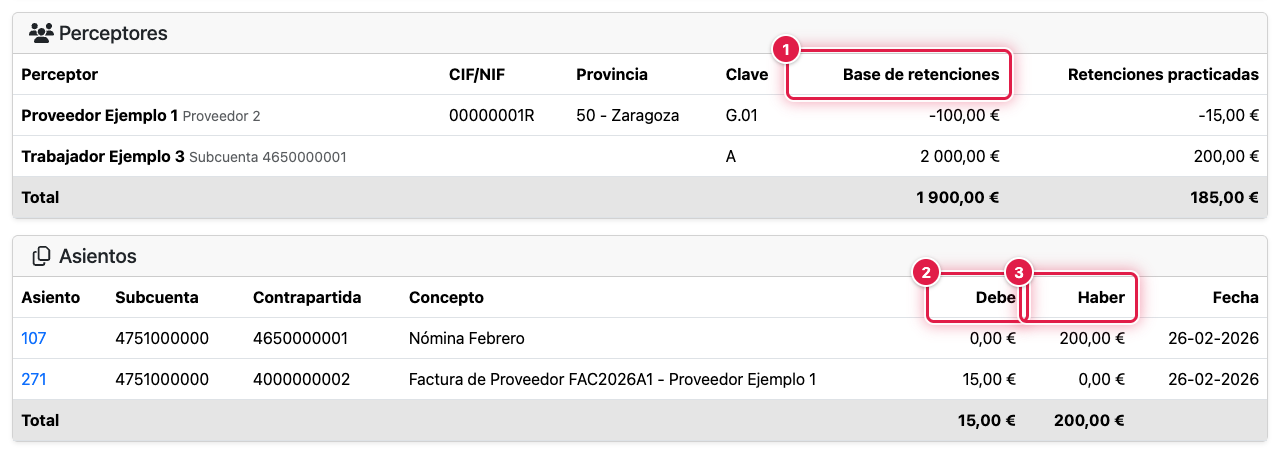 Perceptores
1
Perceptor CIF/NIF Provincia Clave Base de retenciones Retenciones practicadas
Proveedor Ejemplo 1 Proveedor 2 00000001R 50 - Zaragoza G.01 -100,00 € -15,00 €
Trabajador Ejemplo 3 Subcuenta 4650000001 A 2 000,00 € 200,00 €
Total 1 900,00 € 185,00 €
Asientos
2 3
Asiento Subcuenta Contrapartida Concepto Debe Haber Fecha
107 4751000000 4650000001 Nómina Febrero 0,00 € 200,00 € 26-02-2026
271 4751000000 4000000002 Factura de Proveedor FAC2026A1 - Proveedor Ejemplo 1 15,00 € 0,00 € 26-02-2026
Total 15,00 € 200,00 €